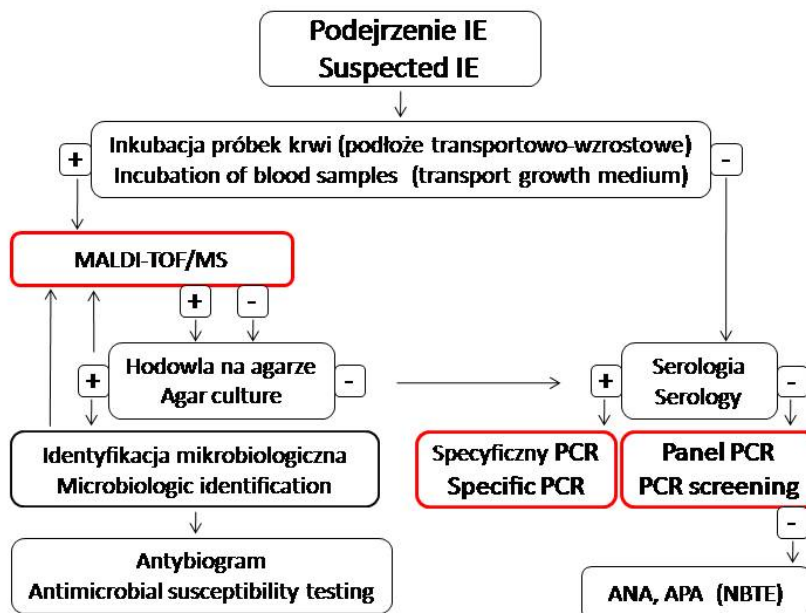 Podejrzenie IE
Suspected IE
+
Inkubacja próbek krwi (podłoże transportowo-wzrostowe)
Incubation of blood samples (transport growth medium)
-
MALDI-TOF/MS
+
-
+
Hodowla na agarze
Agar culture
-
+
Serologia
Serology
-
Identyfikacja mikrobiologiczna
Microbiologic identification
Specyficzny PCR
Specific PCR
Panel PCR
PCR screening
-
Antybiogram
Antimicrobial susceptibility testing
ANA, APA (NBTE)